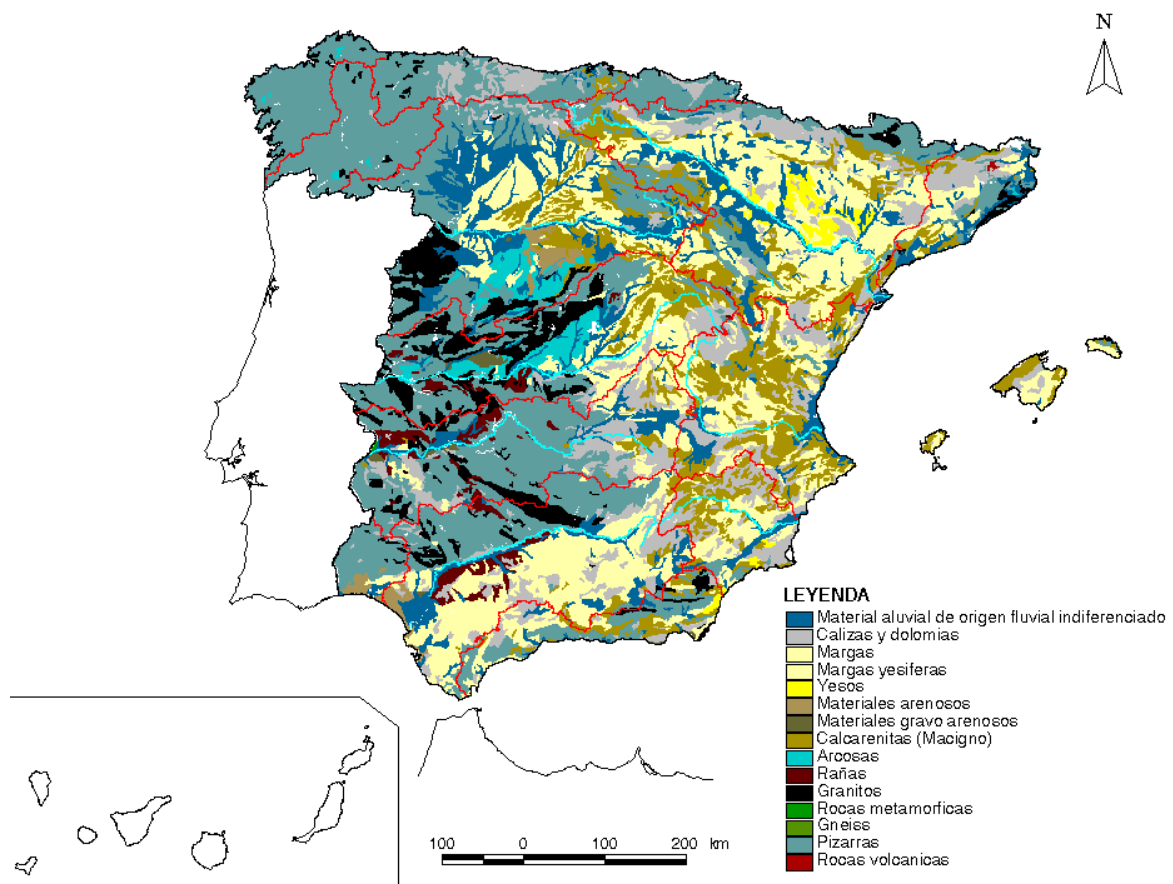 N
LEYENDA
Material aluvial de origen fluvial indiferenciado
Calizas y dolomias
Margas
Margas yesiferas
Yesos
Materiales arenosos
Materiales gravo arenosos
Calcarenitas (Macigno)
Arcosas
Rañas
Granitos
Rocas metamorficas
Gneiss
Pizarras
Rocas volcanicas
100 0 100 200 km